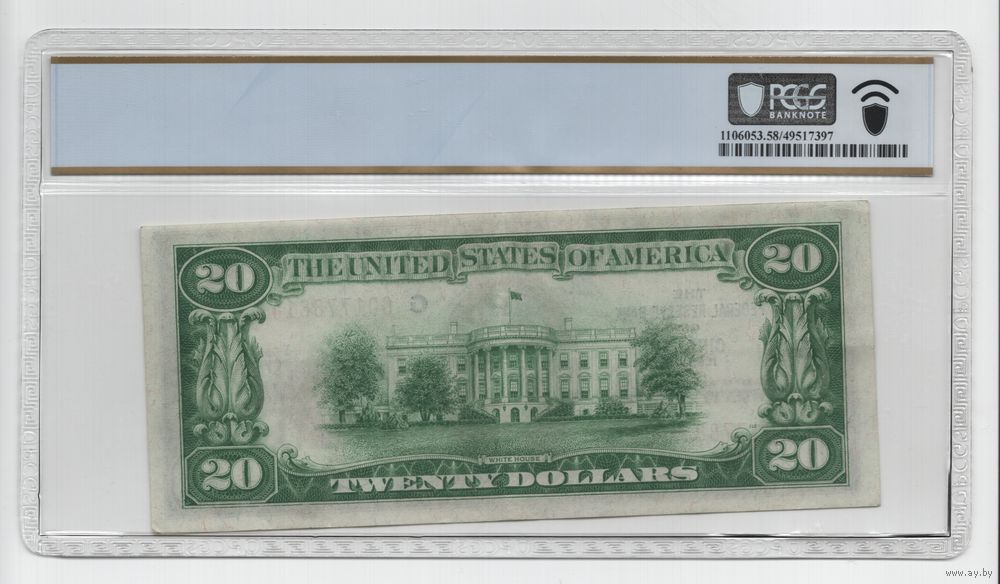 PCGS
BANKNOTE
1106053.58/49517397
20 THE UNITED STATES OF AMERICA 20
WHITE HOUSE
20 TWENTY DOLLARS 20
www.ay.by